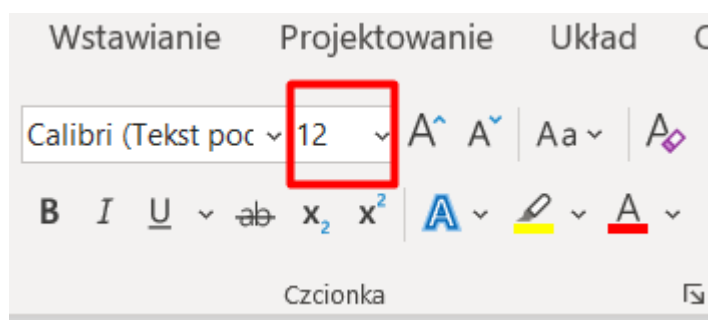 Wstawianie Projektowanie Układ
Calibri (Tekst poc 12 A A Aa A
B I U ab x₂ x² A A
Czcionka